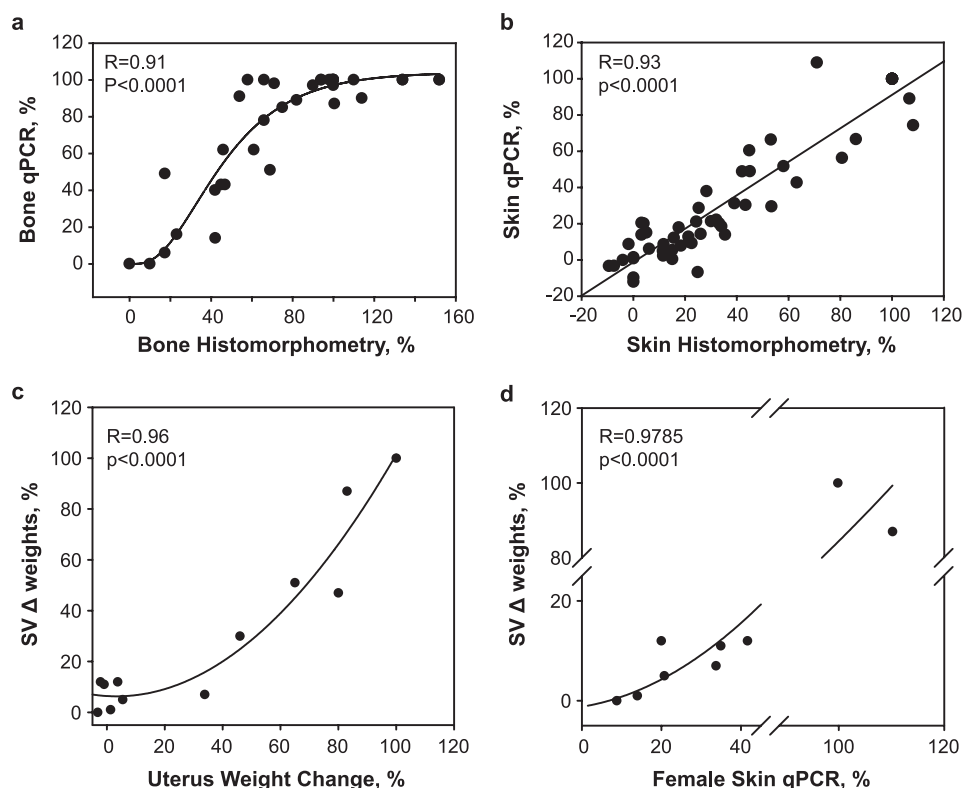 a
R=0.91
P<0.0001
Bone qPCR, %
120
100
80
60
40
20
0
0 40 80 120 160
Bone Histomorphometry, %
b
R=0.93
p<0.0001
Skin qPCR, %
120
100
80
60
40
20
0
-20
-20 0 20 40 60 80 100 120
Skin Histomorphometry, %
c
R=0.96
p<0.0001
SV Δ weights, %
120
100
80
60
40
20
0
0 20 40 60 80 100 120
Uterus Weight Change, %
d
R=0.9785
p<0.0001
SV Δ weights, %
120
100
80
20
0
0 20 40 100 120
Female Skin qPCR, %